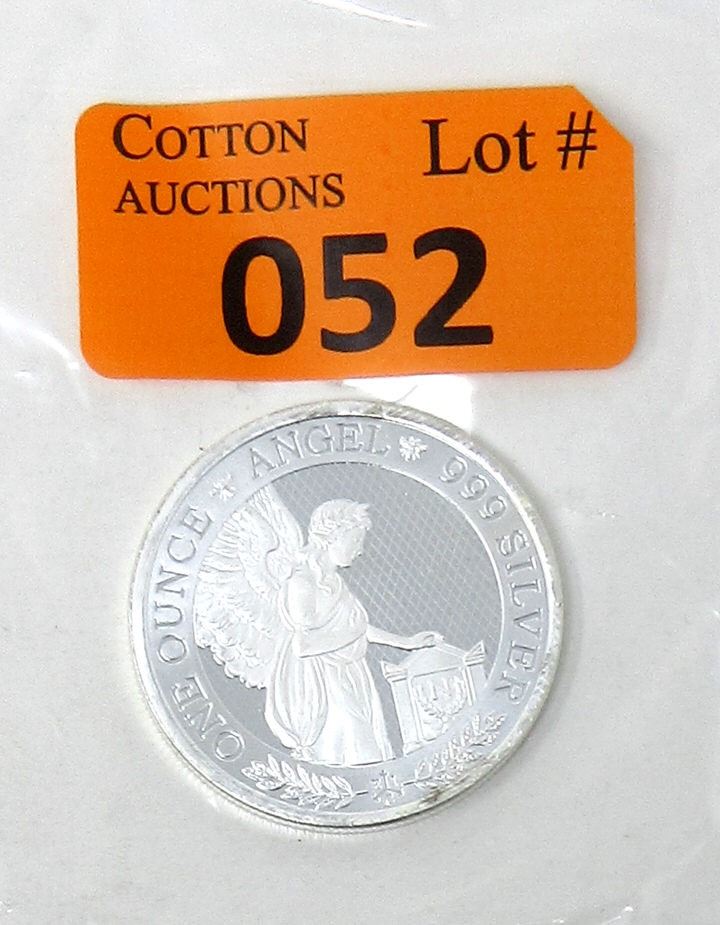 COTTON
AUCTIONS
Lot #
052
ONE OUNCE ANGEL 999 SILVER